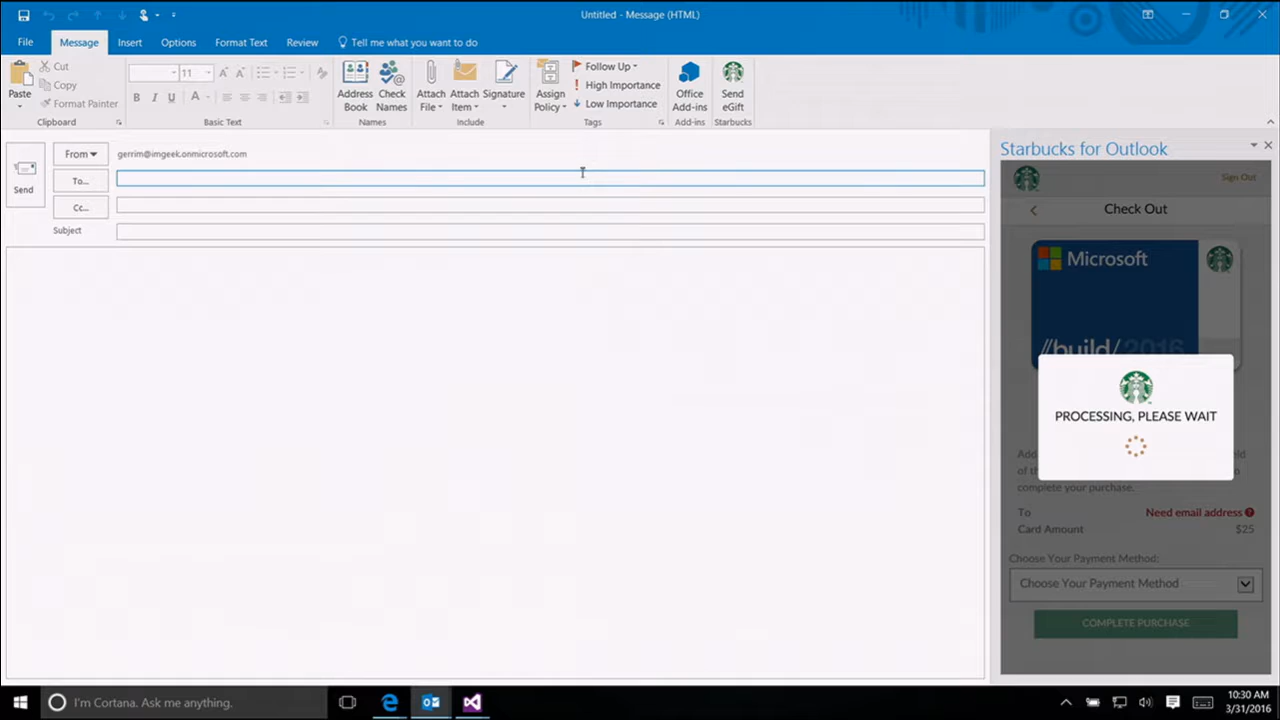 Untitled - Message (HTML)
File Message Insert Options Format Text Review Tell me what you want to do
Paste
Cut
Copy
Format Painter
Clipboard
11
B I U A
Basic Text
Address Book
Check Names
Names
Attach File
Attach Item
Signature
Include
Assign Policy
Follow Up
High Importance
Low Importance
Tags
Office Add-ins
Add-ins
Send eGift
Starbucks
Send
From
gerrim@imgeek.onmicrosoft.com
To...
Cc...
Subject
Starbucks for Outlook
Sign Out
Check Out
Microsoft
//build/2016
PROCESSING, PLEASE WAIT
Add
of th
complete your purchase.
To Need email address
Card Amount $25
Choose Your Payment Method:
Choose Your Payment Method
COMPLETE PURCHASE
I'm Cortana. Ask me anything.
10:30 AM
3/31/2016